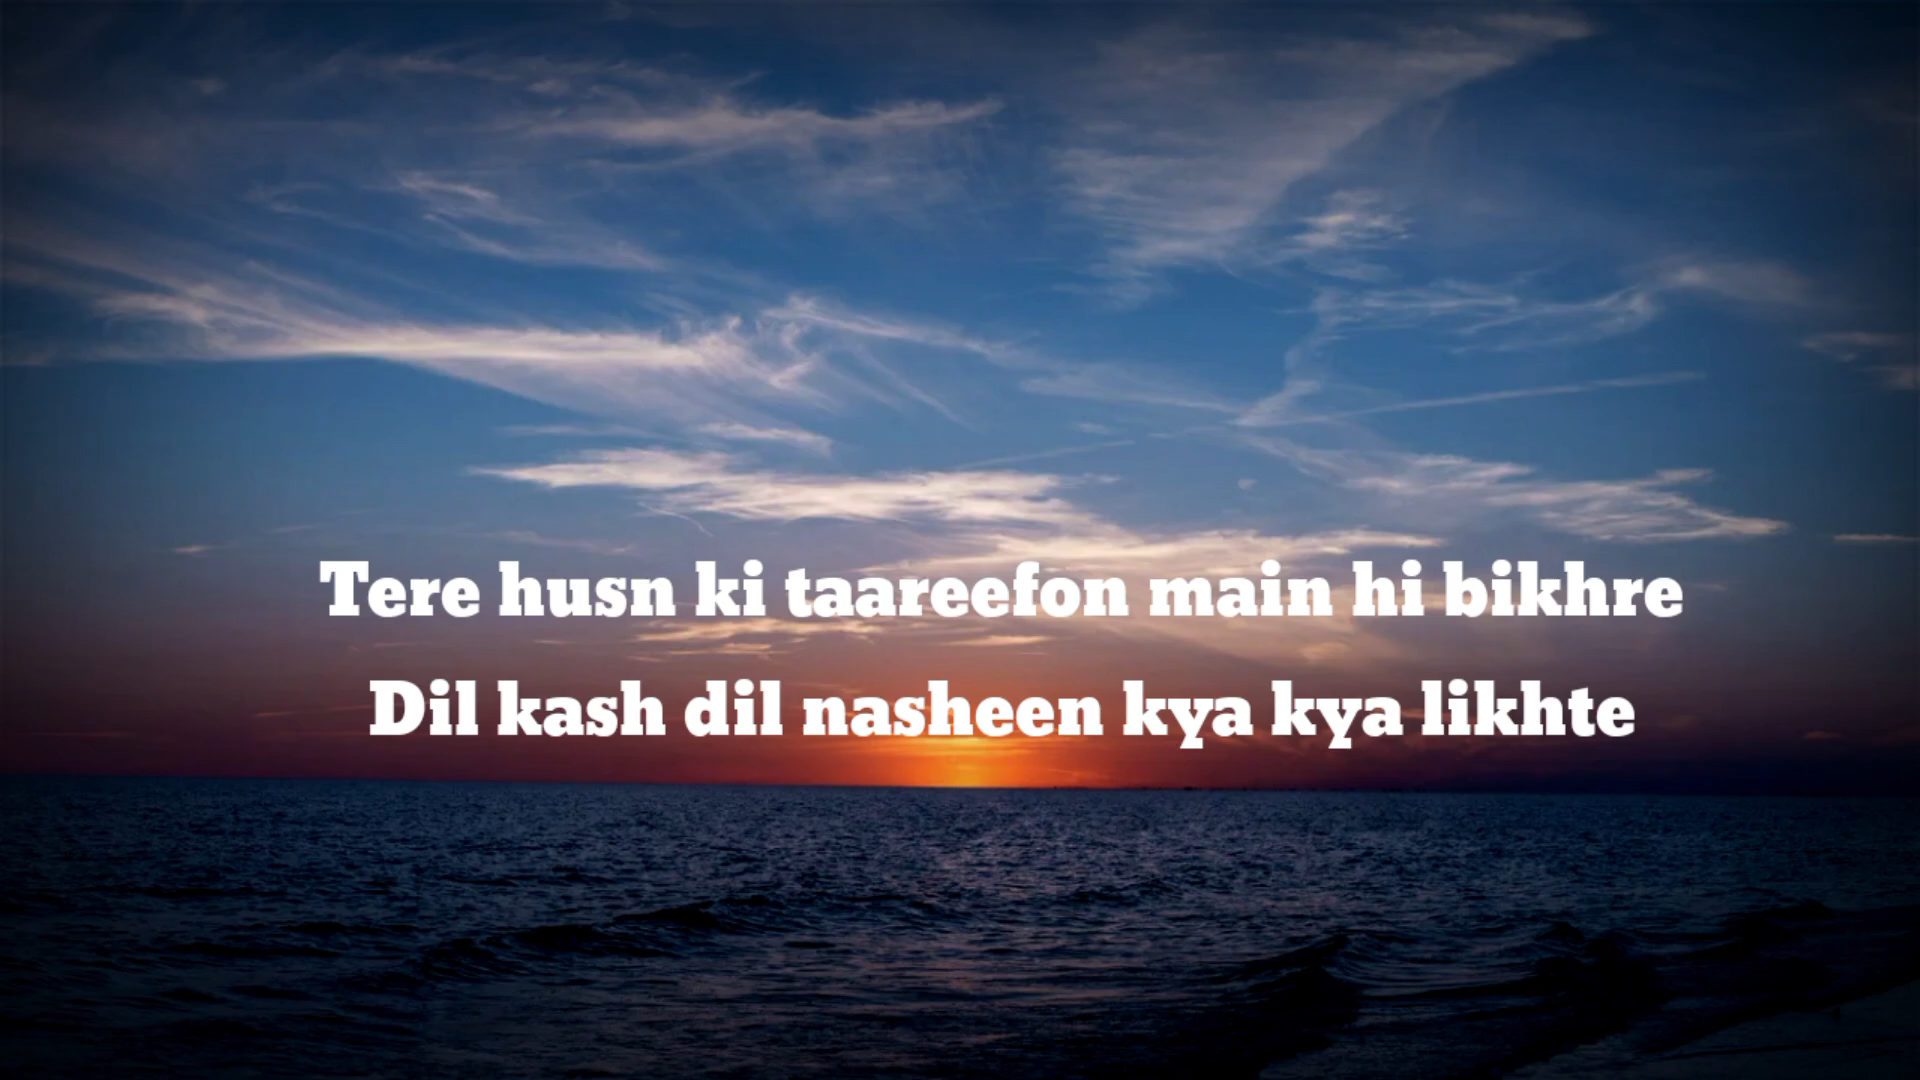 Tere husn ki taareefon main hi bikhre
Dil kash dil nasheen kya kya likhte